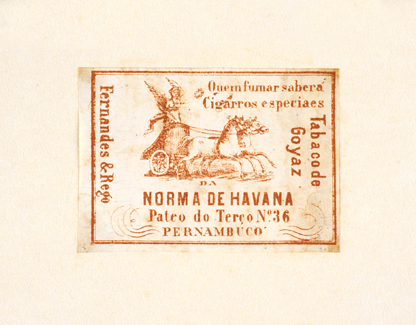 Quem fumar saberá
Cigarros especiaes
Fernandes & Rego
Tabaco de
Goyaz
DA
NORMA DE HAVANA
Pateo do Terço Nº 36
PERNAMBUCO